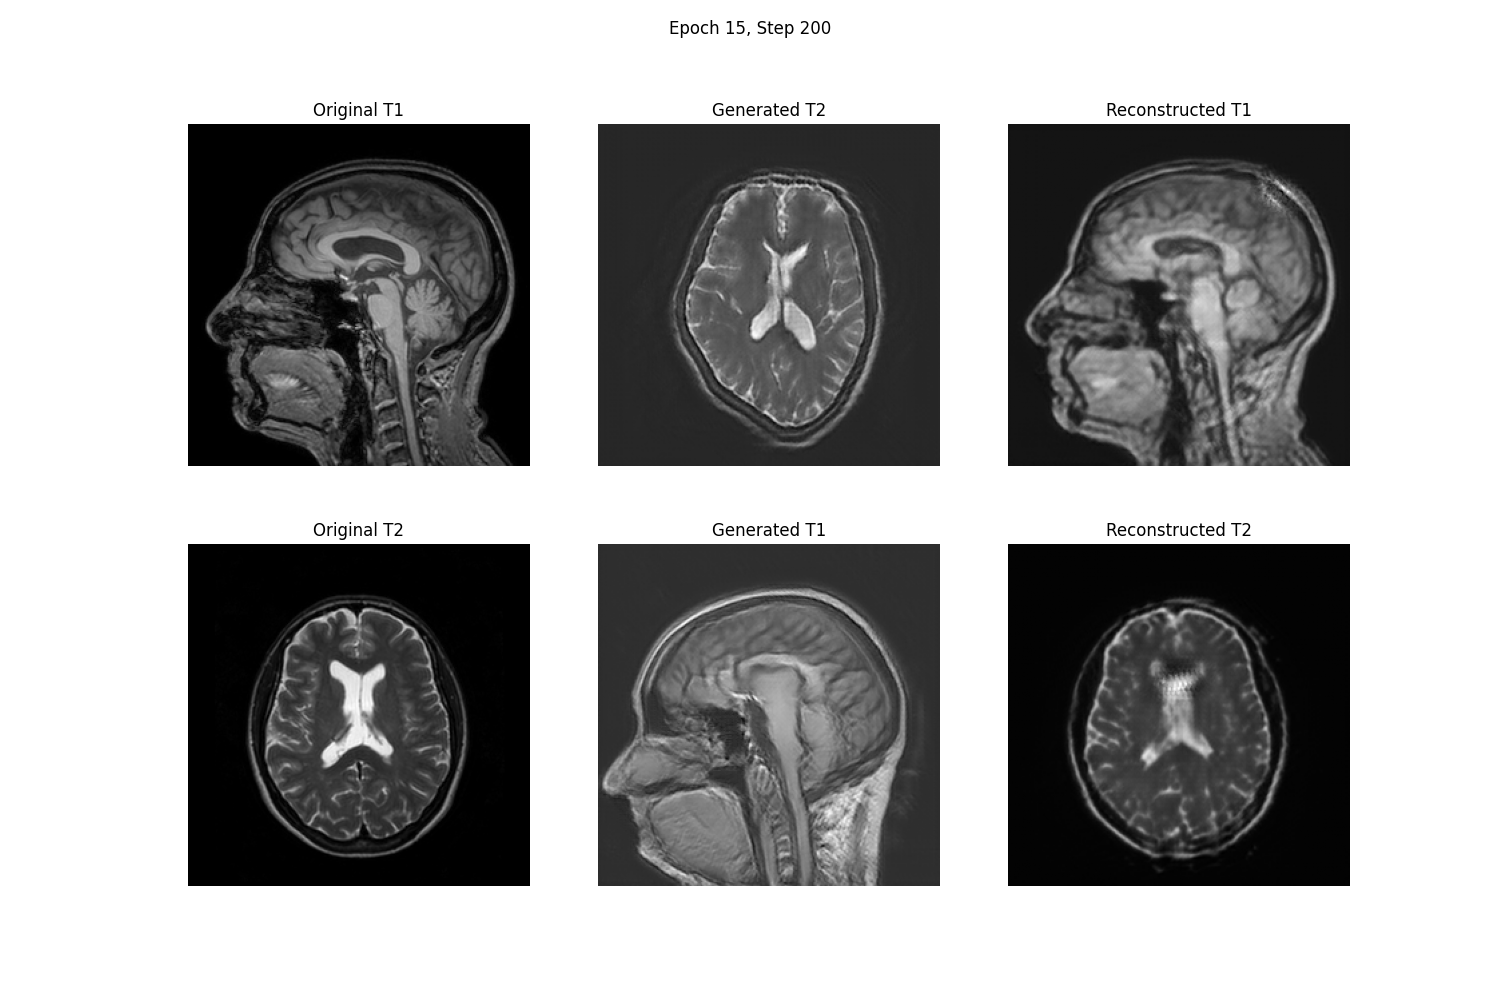 Epoch 15, Step 200
Original T1
Generated T2
Reconstructed T1
Original T2
Generated T1
Reconstructed T2